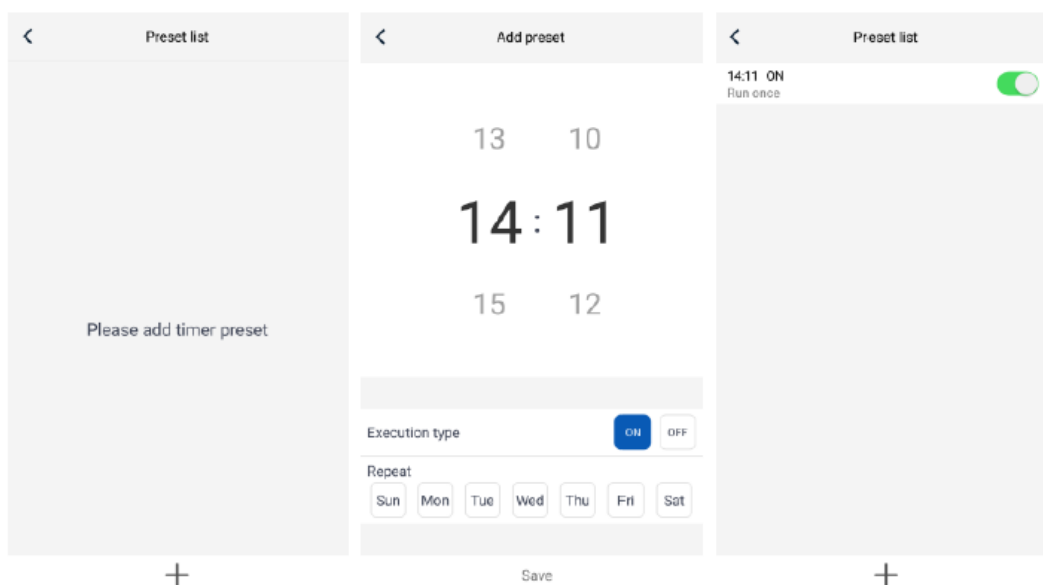 Preset list
Please add timer preset
+
Add preset
13 10
14 : 11
15 12
Execution type ON OFF
Repeat
Sun Mon Tue Wed Thu Fri Sat
Save
Preset list
14:11 ON
Run once
+